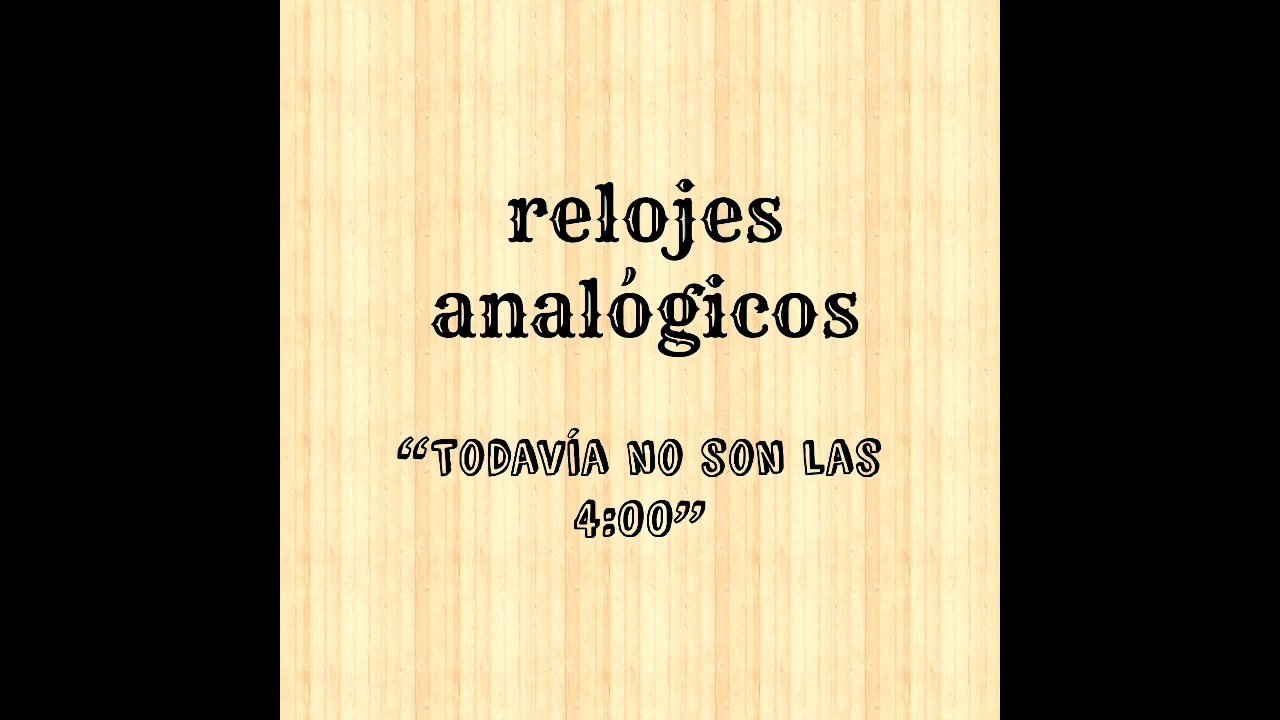 relojes
analógicos
“TODAVÍA NO SON LAS
4:00”